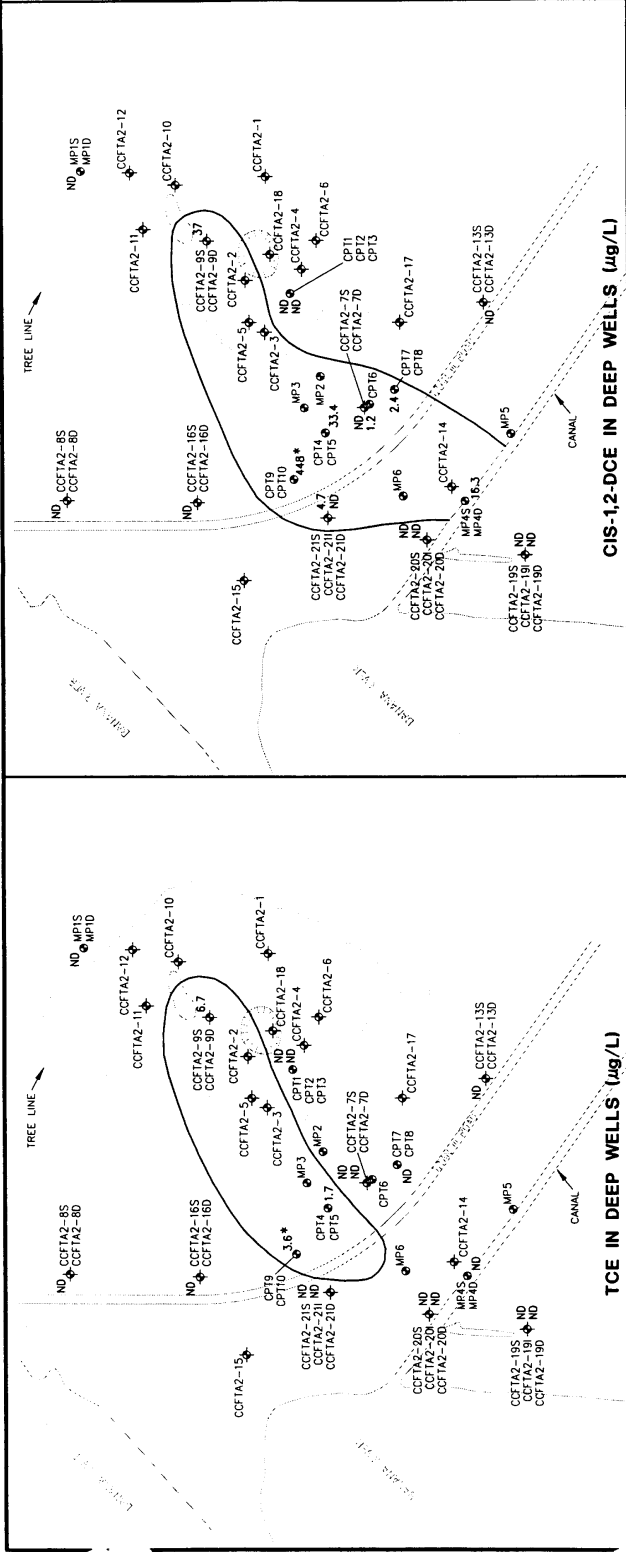 TREE LINE
ND
MP1S
MP1D
CCFTA2-12
CCFTA2-10
CCFTA2-11
37
CCFTA2-9S
CCFTA2-9D
CCFTA2-1
CCFTA2-2
CCFTA2-18
CCFTA2-4
CCFTA2-6
CCFTA2-5
CCFTA2-3
ND
ND
CPT1
CPT2
CPT3
ND
CCFTA2-8S
CCFTA2-8D
ND
CCFTA2-16S
CCFTA2-16D
MP3
MP2
CCFTA2-7S
CCFTA2-7D
ND
1.2
CPT6
CCFTA2-17
CPT4
CPT5
33.4
CPT9
CPT10
448*
2.4
CPT7
CPT8
4.7
ND
CCFTA2-21S
CCFTA2-21I
CCFTA2-21D
CCFTA2-15
MP6
CCFTA2-14
CCFTA2-13S
CCFTA2-13D
ND
ND
ND
CCFTA2-20S
CCFTA2-20I
CCFTA2-20D
MP4S
MP4D
16.3
MP5
CANAL
ND
ND
CCFTA2-19S
CCFTA2-19I
CCFTA2-19D
BANANA RIVER
CIS-1,2-DCE IN DEEP WELLS (µg/L)
TREE LINE
ND
MP1S
MP1D
CCFTA2-12
CCFTA2-10
CCFTA2-11
6.7
CCFTA2-9S
CCFTA2-9D
CCFTA2-1
CCFTA2-2
CCFTA2-18
CCFTA2-4
CCFTA2-6
CCFTA2-5
CCFTA2-3
ND
ND
CPT1
CPT2
CPT3
ND
CCFTA2-8S
CCFTA2-8D
ND
CCFTA2-16S
CCFTA2-16D
MP3
MP2
CCFTA2-7S
CCFTA2-7D
ND
ND
CPT6
CCFTA2-17
CPT4
CPT5
1.7
CPT9
CPT10
3.6*
CPT7
CPT8
ND
ND
ND
CCFTA2-21S
CCFTA2-21I
CCFTA2-21D
CCFTA2-15
MP6
CCFTA2-14
ND
CCFTA2-13S
CCFTA2-13D
ND
ND
CCFTA2-20S
CCFTA2-20I
CCFTA2-20D
MP4S
MP4D
ND
MP5
CANAL
ND
ND
CCFTA2-19S
CCFTA2-19I
CCFTA2-19D
TCE IN DEEP WELLS (µg/L)